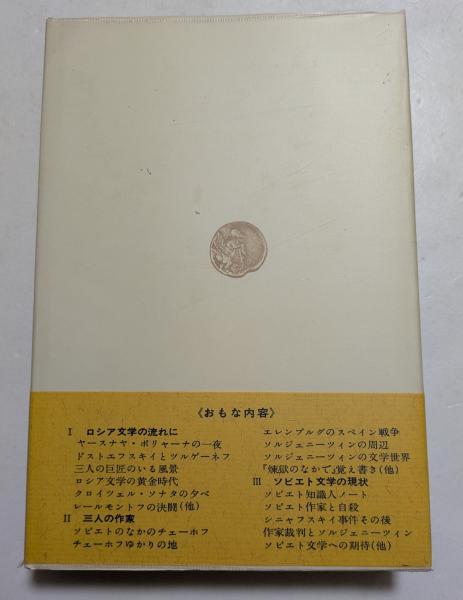 《おもな内容》
I ロシア文学の流れに
ヤースナヤ・ポリャーナの一夜
ドストエフスキイとツルゲーネフ
三人の巨匠のいる風景
ロシア文学の黄金時代
クロイツェル・ソナタの夕べ
レールモントフの決闘(他)
II 三人の作家
ソビエトのなかのチェーホフ
チェーホフゆかりの地
エレンブルグのスペイン戦争
ソルジェニーツィンの周辺
ソルジェニーツィンの文学世界
『煉獄のなかで』覚え書き(他)
III ソビエト文学の現状
ソビエト知識人ノート
ソビエト作家と自殺
シニャフスキイ事件その後
作家裁判とソルジェニーツィン
ソビエト文学への期待(他)